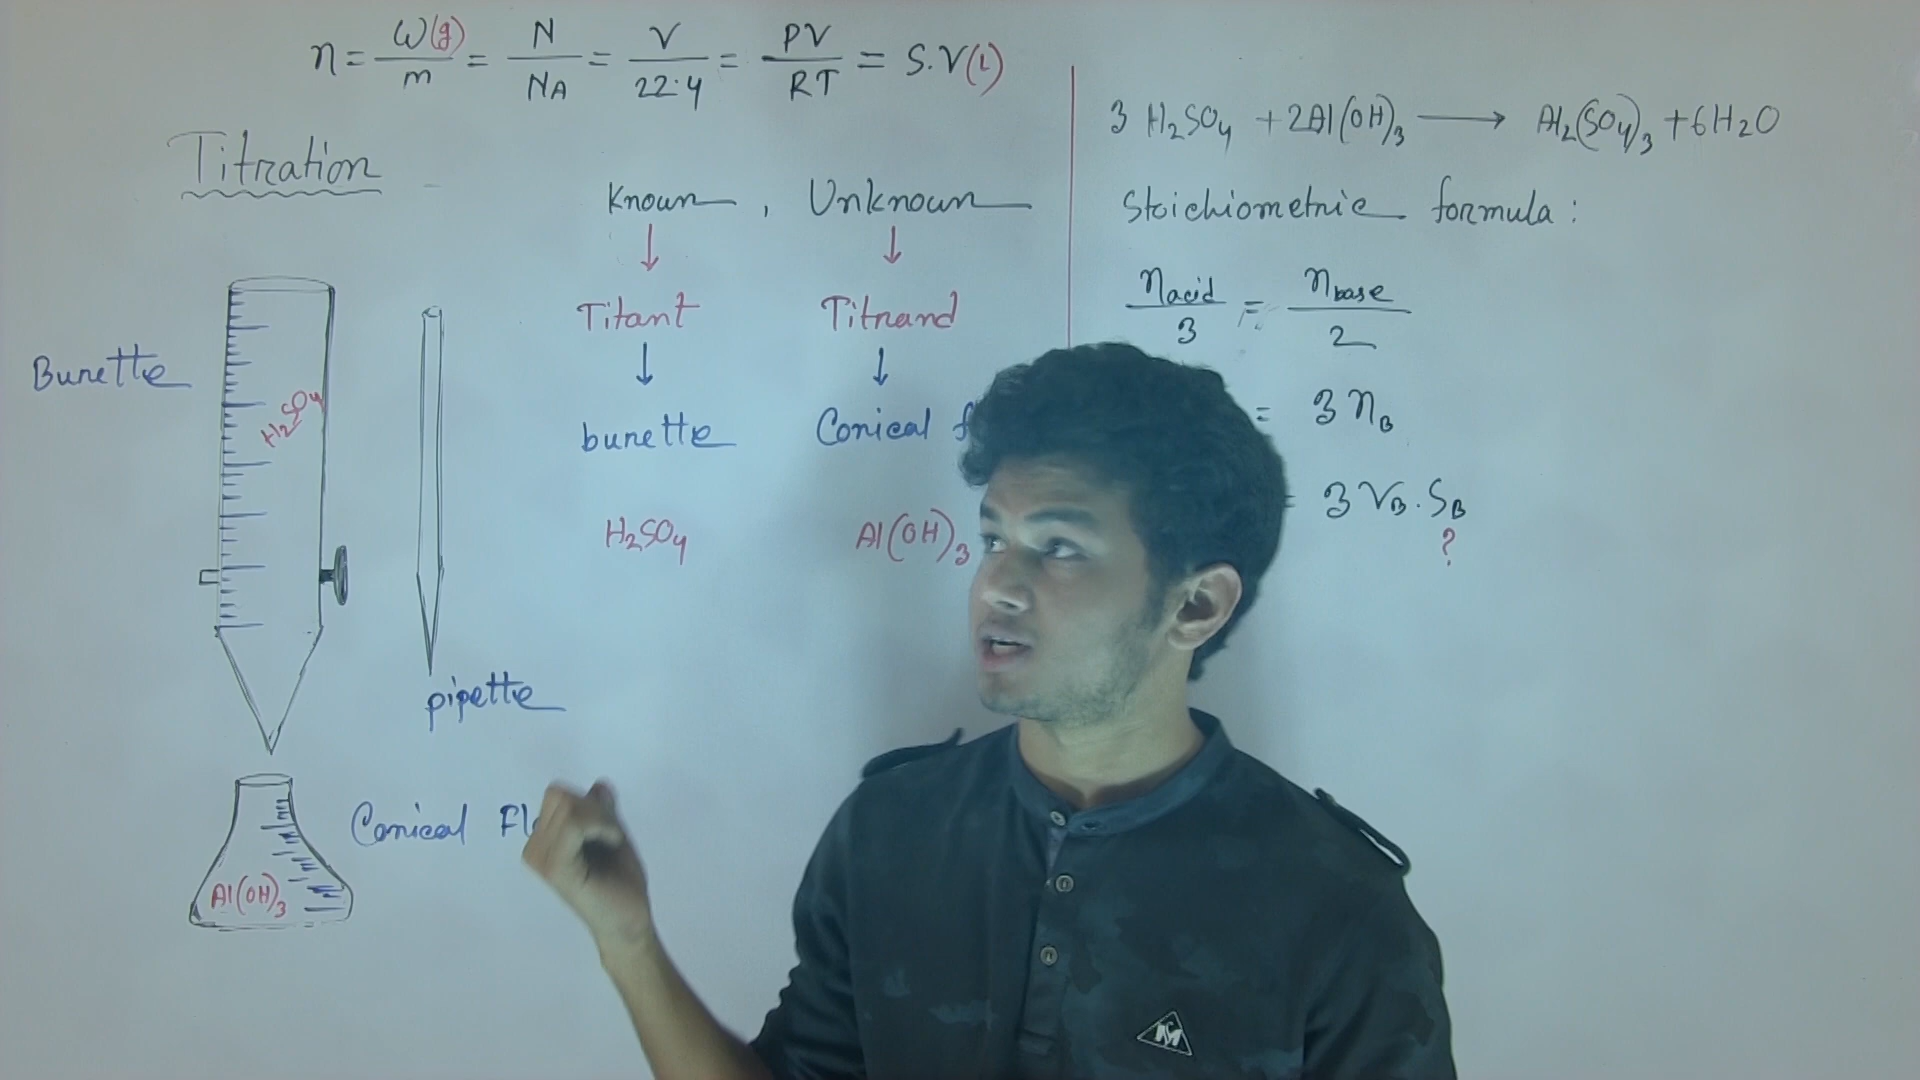 n = W(g)/m = N/NA = V/22.4 = PV/RT = S.V(L)
Titration
Known, Unknown
↓ ↓
Titant Titrand
↓ ↓
burette Conical f
H₂SO₄ Al(OH)₃
Burette
H₂SO₄
pipette
Conical Fl
Al(OH)₃
3 H₂SO₄ + 2Al(OH)₃ ⟶ Al₂(SO₄)₃ + 6H₂O
Stoichiometric formula:
n acid/3 = n base/2
= 3 nB
= 3 VB . SB
?
M